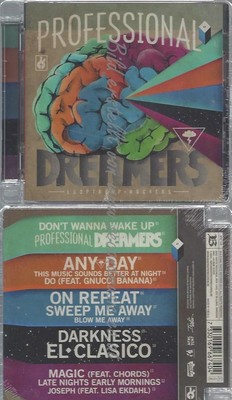 PROFESSIONAL
DREAMERS
LOOPTROOP ROCKERS
DON'T WANNA WAKE UP
PROFESSIONAL DREAMERS
ANY-DAY
THIS MUSIC SOUNDS BETTER AT NIGHT
DO (FEAT. GNUCCI BANANA)
ON REPEAT
SWEEP ME AWAY
BLOW ME AWAY
DARKNESS
EL•CLASICO
MAGIC (FEAT. CHORDS)
LATE NIGHTS EARLY MORNINGS
JOSEPH (FEAT. LISA EKDAHL)